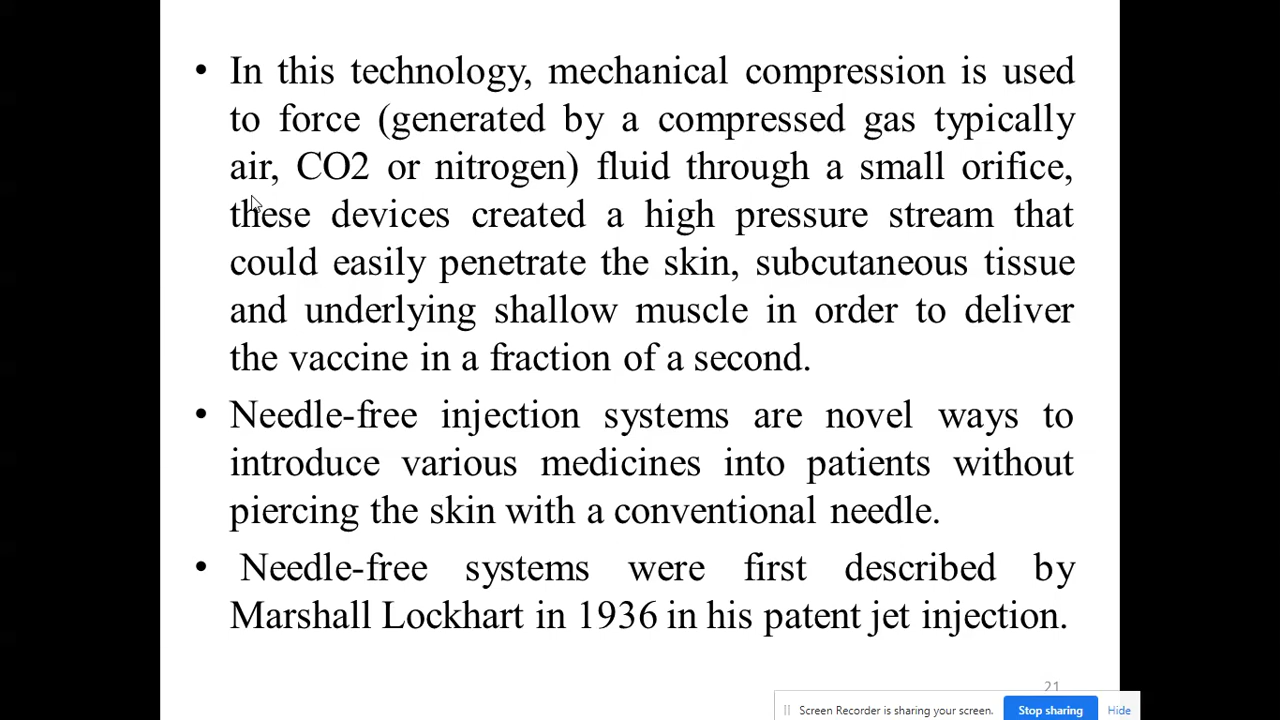 • In this technology, mechanical compression is used
to force (generated by a compressed gas typically
air, CO2 or nitrogen) fluid through a small orifice,
these devices created a high pressure stream that
could easily penetrate the skin, subcutaneous tissue
and underlying shallow muscle in order to deliver
the vaccine in a fraction of a second.
• Needle-free injection systems are novel ways to
introduce various medicines into patients without
piercing the skin with a conventional needle.
• Needle-free systems were first described by
Marshall Lockhart in 1936 in his patent jet injection.
21
Screen Recorder is sharing your screen. Stop sharing Hide